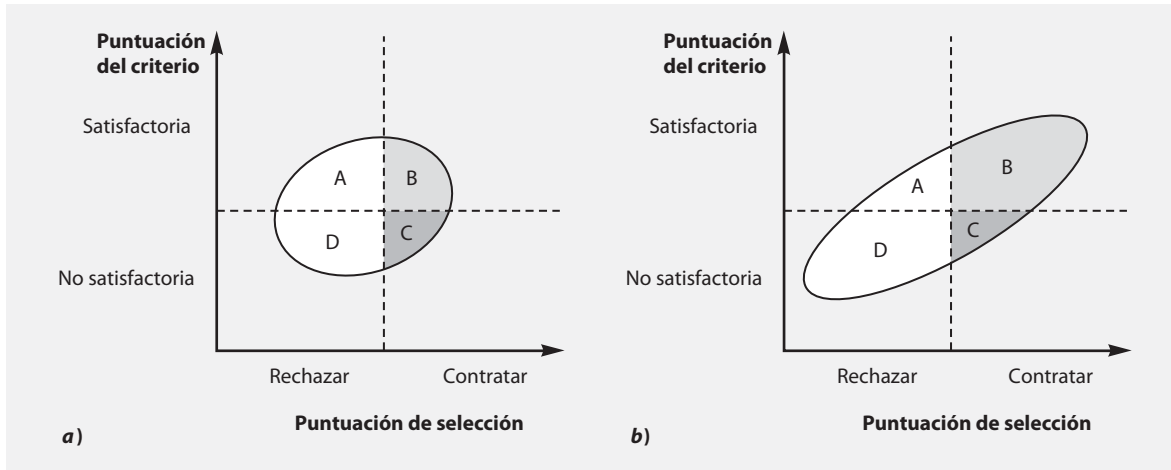 Puntuación
del criterio
Satisfactoria
A
B
D
C
No satisfactoria
Rechazar
Contratar
Puntuación de selección
a)
Puntuación
del criterio
Satisfactoria
A
B
D
C
No satisfactoria
Rechazar
Contratar
Puntuación de selección
b)